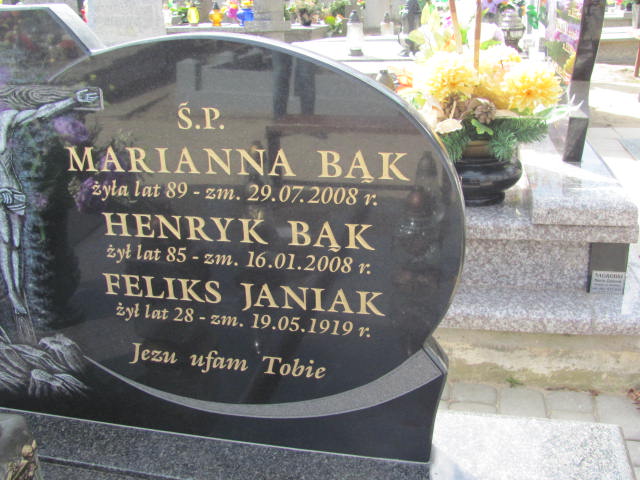 Ś.P.
MARIANNA BĄK
żyła lat 89 - zm. 29.07.2008 r.
HENRYK BĄK
żył lat 85 - zm. 16.01.2008 r.
FELIKS JANIAK
żył lat 28 - zm. 19.05.1919 r.
Jezu ufam Tobie
NAGROBKI